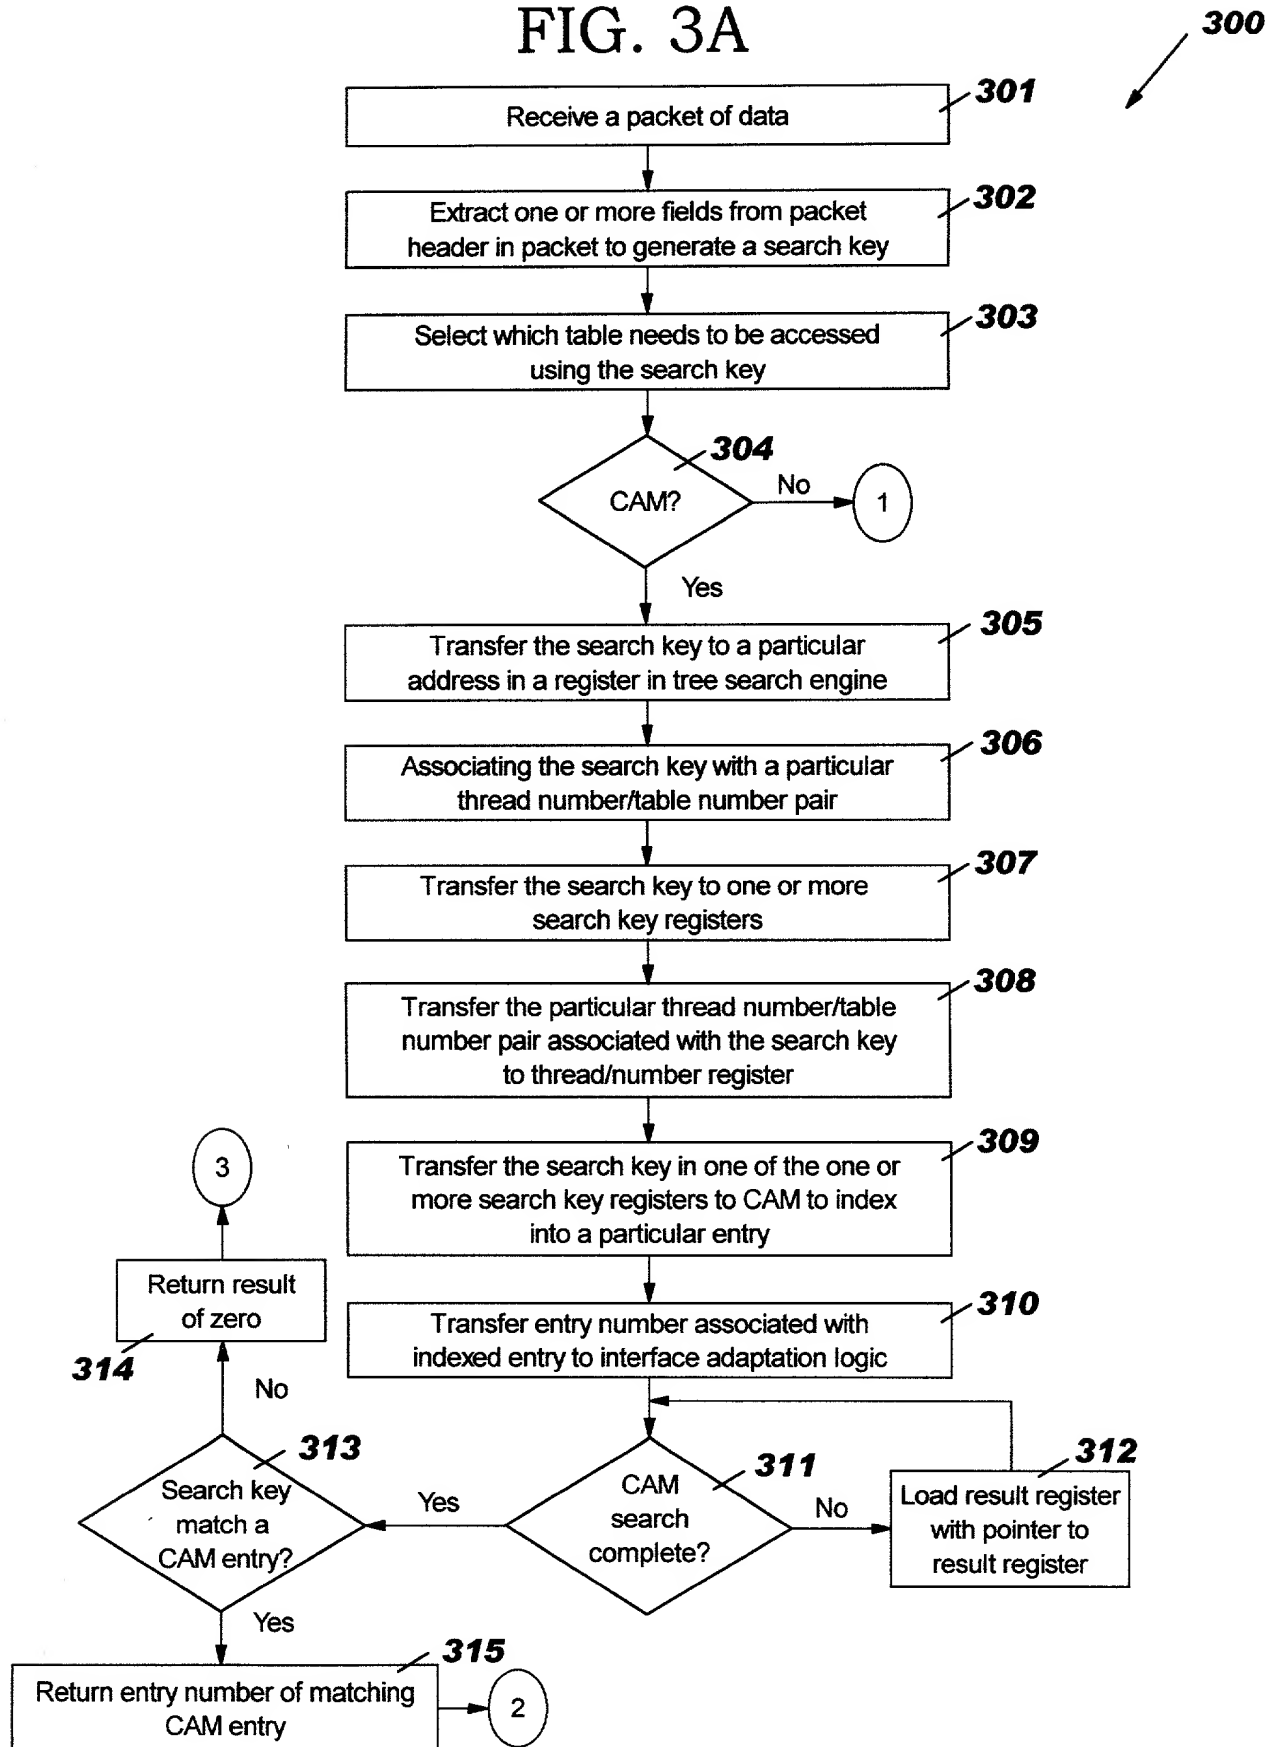 FIG. 3A
300
301
Receive a packet of data
302
Extract one or more fields from packet
header in packet to generate a search key
303
Select which table needs to be accessed
using the search key
304
CAM?
No
1
Yes
305
Transfer the search key to a particular
address in a register in tree search engine
306
Associating the search key with a particular
thread number/table number pair
307
Transfer the search key to one or more
search key registers
308
Transfer the particular thread number/table
number pair associated with the search key
to thread/number register
309
Transfer the search key in one of the one or
more search key registers to CAM to index
into a particular entry
310
Transfer entry number associated with
indexed entry to interface adaptation logic
311
CAM
search
complete?
No
312
Load result register
with pointer to
result register
Yes
313
Search key
match a
CAM entry?
No
314
Return result
of zero
3
Yes
315
Return entry number of matching
CAM entry
2